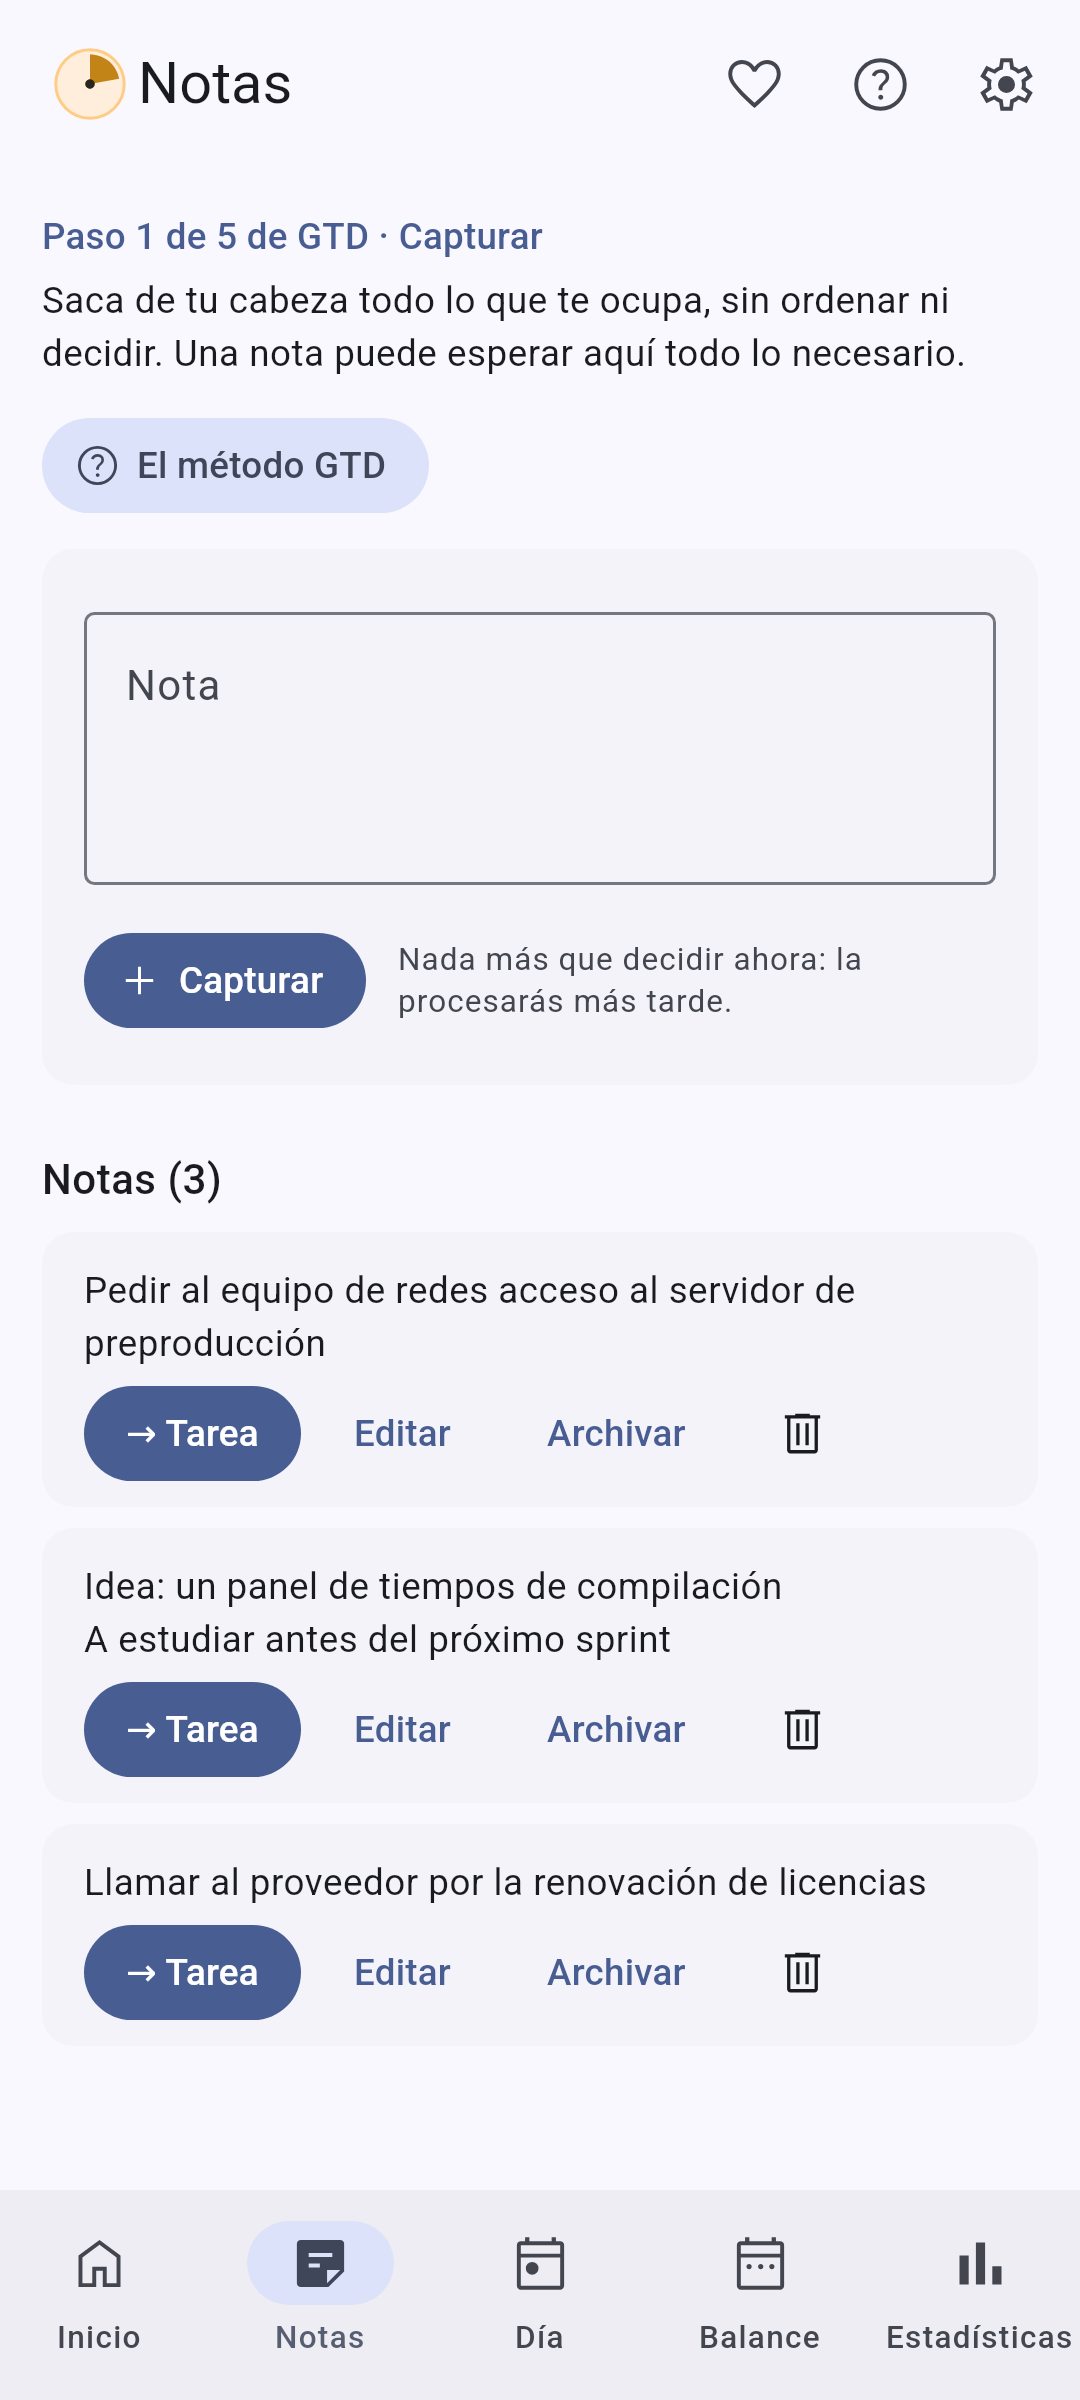 Notas
Paso 1 de 5 de GTD · Capturar
Saca de tu cabeza todo lo que te ocupa, sin ordenar ni
decidir. Una nota puede esperar aquí todo lo necesario.
El método GTD
Nota
Capturar
Nada más que decidir ahora: la
procesarás más tarde.
Notas (3)
Pedir al equipo de redes acceso al servidor de
preproducción
→ Tarea Editar Archivar
Idea: un panel de tiempos de compilación
A estudiar antes del próximo sprint
→ Tarea Editar Archivar
Llamar al proveedor por la renovación de licencias
→ Tarea Editar Archivar
Inicio Notas Día Balance Estadísticas